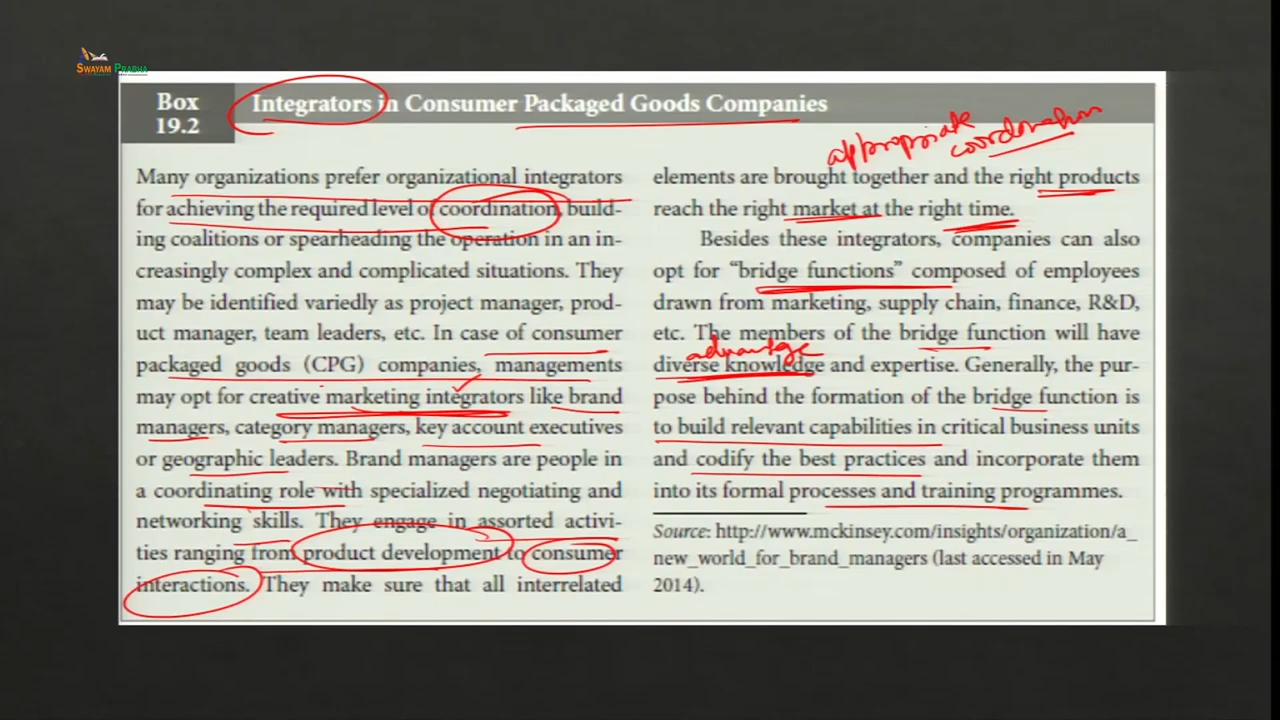 SWAYAM PRABHA
Box
19.2
Integrators in Consumer Packaged Goods Companies
appropriate
coordination
Many organizations prefer organizational integrators
for achieving the required level of coordination, build-
ing coalitions or spearheading the operation in an in-
creasingly complex and complicated situations. They
may be identified variedly as project manager, prod-
uct manager, team leaders, etc. In case of consumer
packaged goods (CPG) companies, managements
may opt for creative marketing integrators like brand
managers, category managers, key account executives
or geographic leaders. Brand managers are people in
a coordinating role with specialized negotiating and
networking skills. They engage in assorted activi-
ties ranging from product development to consumer
interactions. They make sure that all interrelated
elements are brought together and the right products
reach the right market at the right time.
Besides these integrators, companies can also
opt for “bridge functions” composed of employees
drawn from marketing, supply chain, finance, R&D,
etc. The members of the bridge function will have
advantage
diverse knowledge and expertise. Generally, the pur-
pose behind the formation of the bridge function is
to build relevant capabilities in critical business units
and codify the best practices and incorporate them
into its formal processes and training programmes.
Source: http://www.mckinsey.com/insights/organization/a_
new_world_for_brand_managers (last accessed in May
2014).